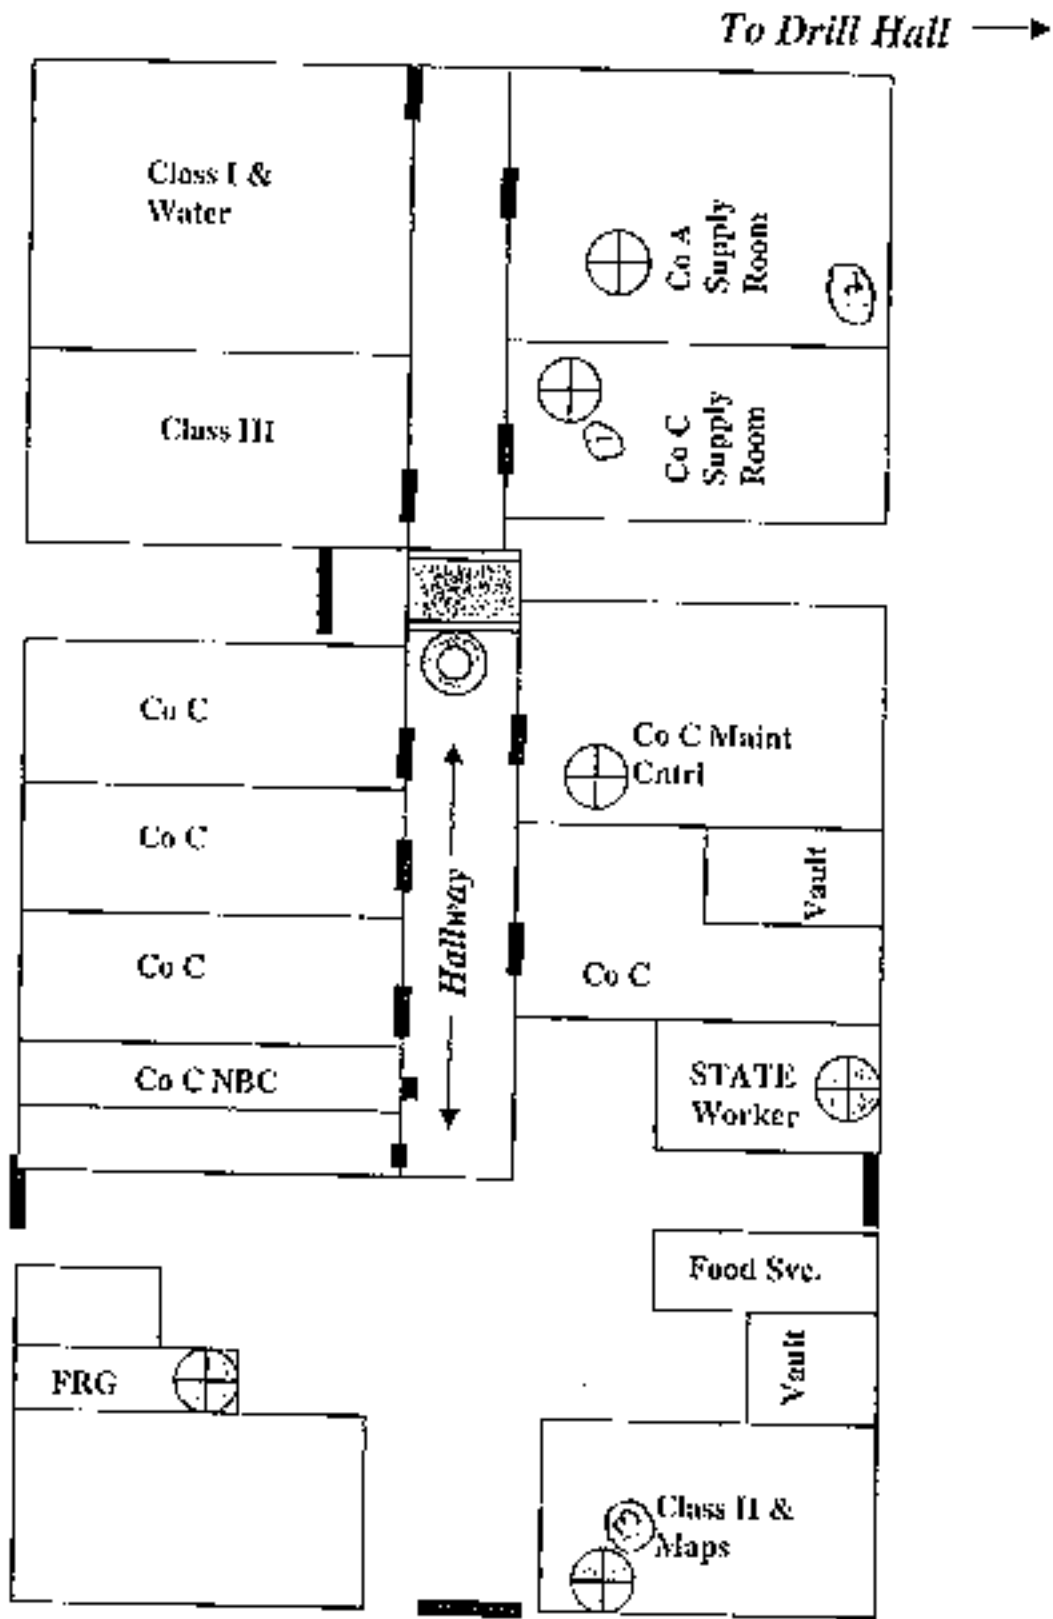 To Drill Hall
Class I &
Water
Co A
Supply
Room
Class III
Co C
Supply
Room
1
Co C
Co C Maint
Cntrl
Co C
Vault
Hallway
Co C
Co C
Co C NBC
STATE
Worker
Food Svc.
Vault
FRG
Class II &
Maps